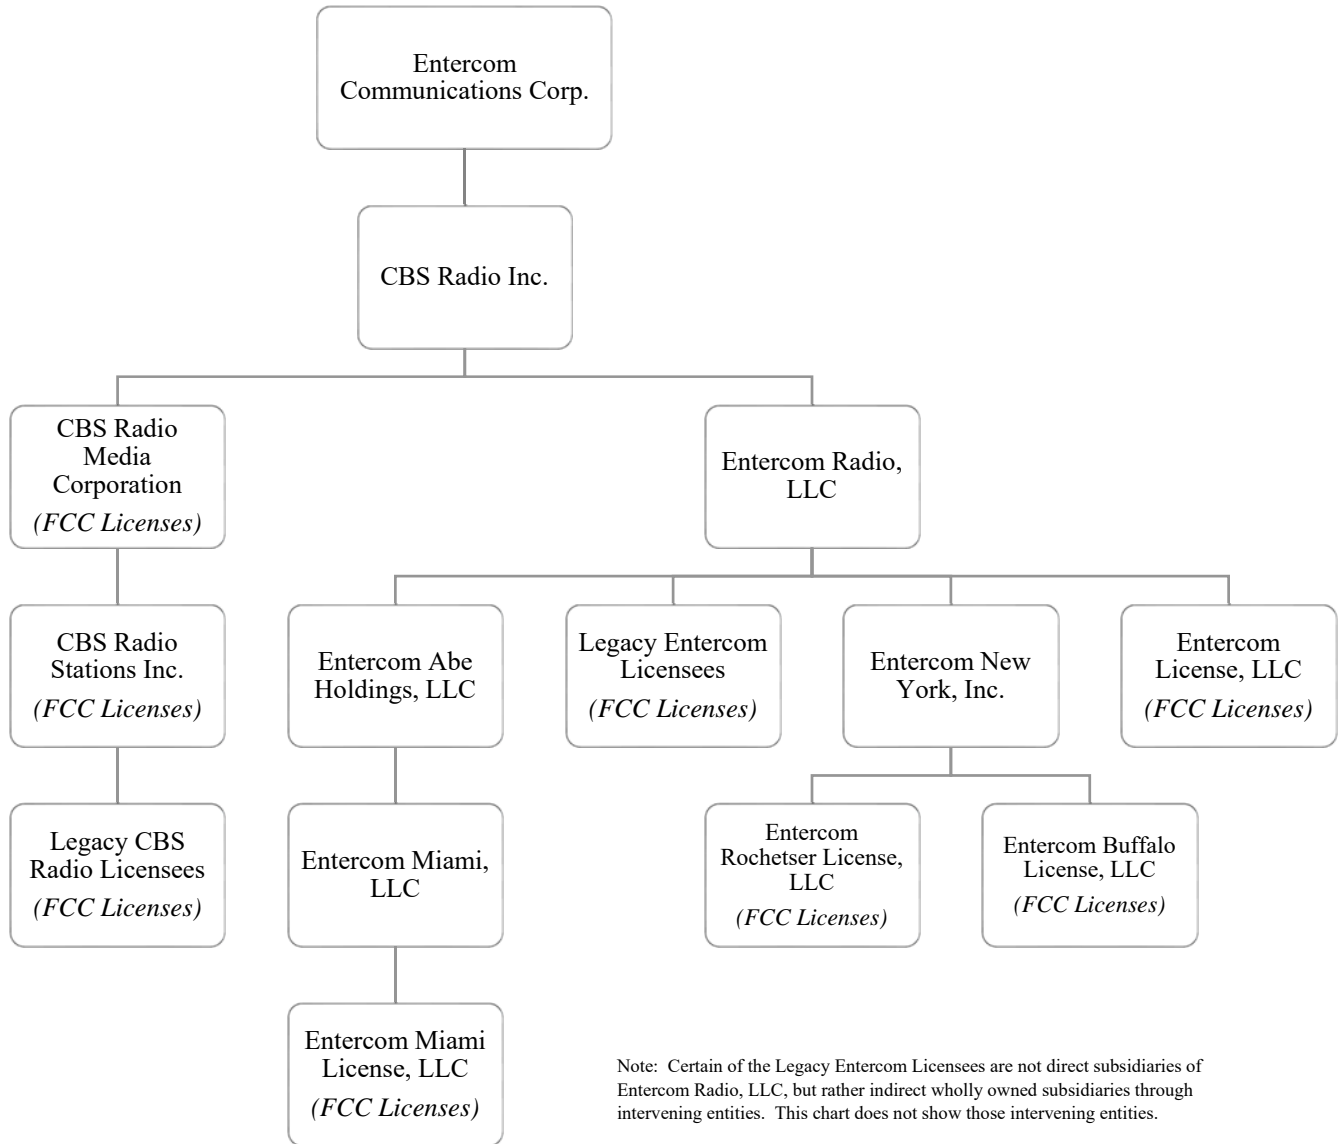 Entercom
Communications Corp.
CBS Radio Inc.
CBS Radio
Media
Corporation
(FCC Licenses)
Entercom Radio,
LLC
CBS Radio
Stations Inc.
(FCC Licenses)
Entercom Abe
Holdings, LLC
Legacy Entercom
Licensees
(FCC Licenses)
Entercom New
York, Inc.
Entercom
License, LLC
(FCC Licenses)
Legacy CBS
Radio Licensees
(FCC Licenses)
Entercom Miami,
LLC
Entercom
Rochetser License,
LLC
(FCC Licenses)
Entercom Buffalo
License, LLC
(FCC Licenses)
Entercom Miami
License, LLC
(FCC Licenses)
Note: Certain of the Legacy Entercom Licensees are not direct subsidiaries of
Entercom Radio, LLC, but rather indirect wholly owned subsidiaries through
intervening entities. This chart does not show those intervening entities.